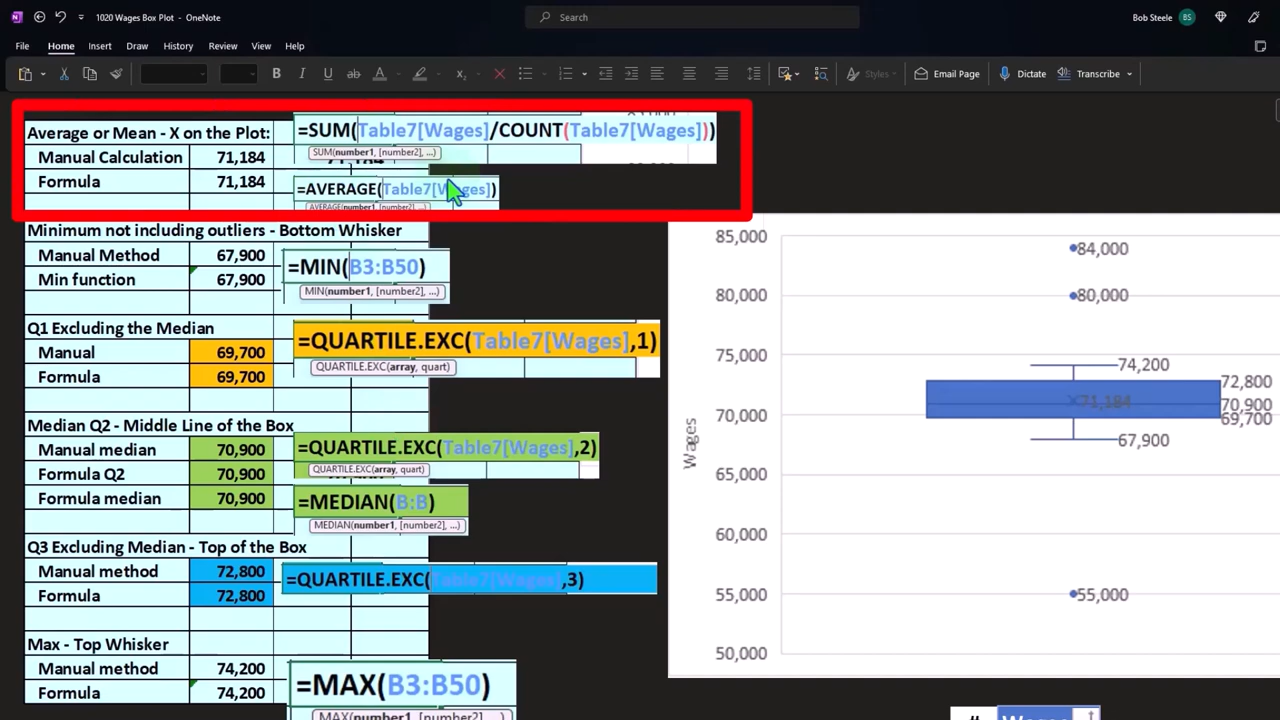 1020 Wages Box Plot - OneNote
Search
Bob Steele
BS
File Home Insert Draw History Review View Help
Styles
Email Page
Dictate
Transcribe
Average or Mean - X on the Plot:
=SUM(Table7[Wages]/COUNT(Table7[Wages]))
SUM(number1, [number2], ...)
Manual Calculation 71,184
Formula 71,184
=AVERAGE(Table7[Wages])
AVERAGE(number1, [number2], ...)
Minimum not including outliers - Bottom Whisker
Manual Method 67,900
=MIN(B3:B50)
Min function 67,900
MIN(number1, [number2], ...)
Q1 Excluding the Median
Manual 69,700
=QUARTILE.EXC(Table7[Wages],1)
Formula 69,700
QUARTILE.EXC(array, quart)
Median Q2 - Middle Line of the Box
Manual median 70,900
=QUARTILE.EXC(Table7[Wages],2)
Formula Q2 70,900
QUARTILE.EXC(array, quart)
Formula median 70,900
=MEDIAN(B:B)
MEDIAN(number1, [number2], ...)
Q3 Excluding Median - Top of the Box
Manual method 72,800
=QUARTILE.EXC(Table7[Wages],3)
Formula 72,800
Max - Top Whisker
Manual method 74,200
Formula 74,200
=MAX(B3:B50)
MAX(number1, [number2], ...)
85,000
84,000
80,000
80,000
75,000
74,200
72,800
71,184
70,900
70,000
69,700
67,900
Wages
65,000
60,000
55,000
55,000
50,000
# Wages